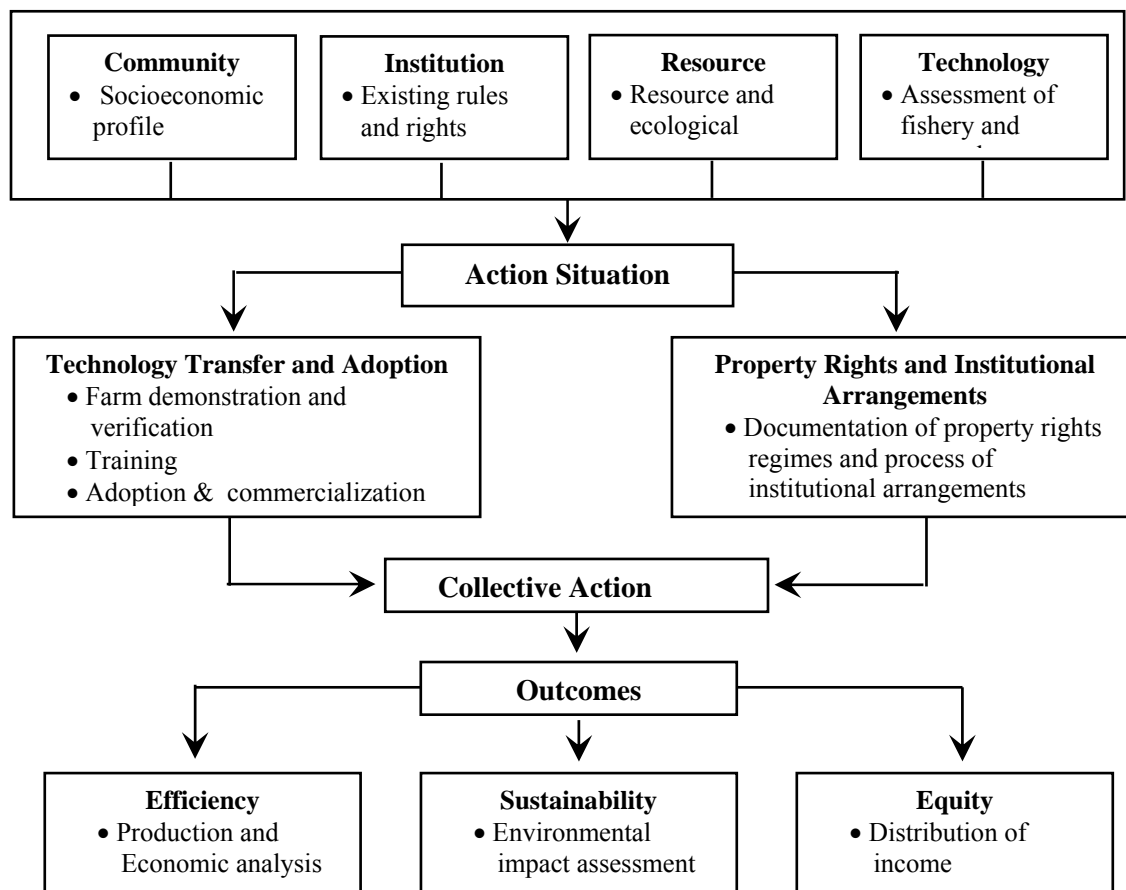 Community
• Socioeconomic
profile
Institution
• Existing rules
and rights
Resource
• Resource and
ecological
Technology
• Assessment of
fishery and
Action Situation
Technology Transfer and Adoption
• Farm demonstration and
verification
• Training
• Adoption & commercialization
Property Rights and Institutional
Arrangements
• Documentation of property rights
regimes and process of
institutional arrangements
Collective Action
Outcomes
Efficiency
• Production and
Economic analysis
Sustainability
• Environmental
impact assessment
Equity
• Distribution of
income